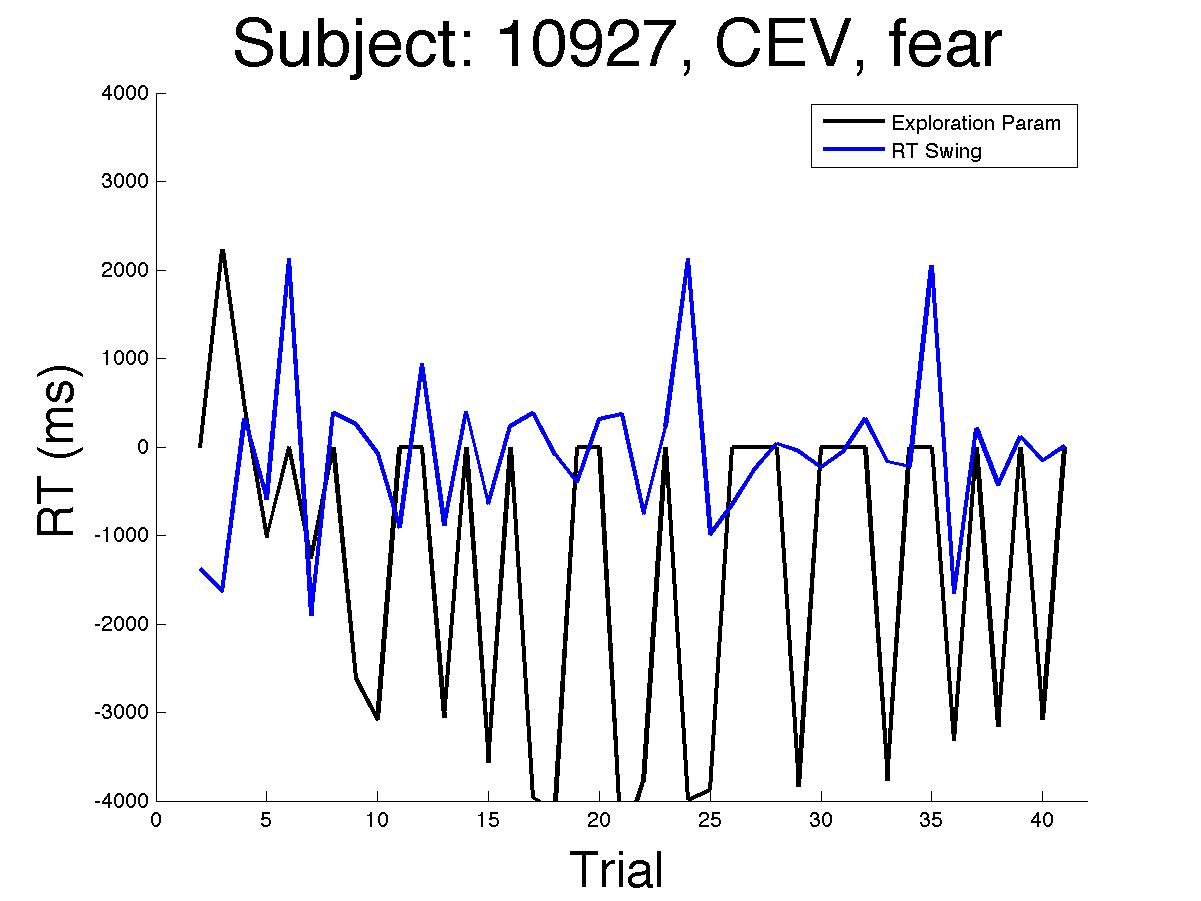 Subject: 10927, CEV, fear
4000
3000
2000
1000
0
-1000
-2000
-3000
-4000
RT (ms)
Exploration Param
RT Swing
0 5 10 15 20 25 30 35 40
Trial